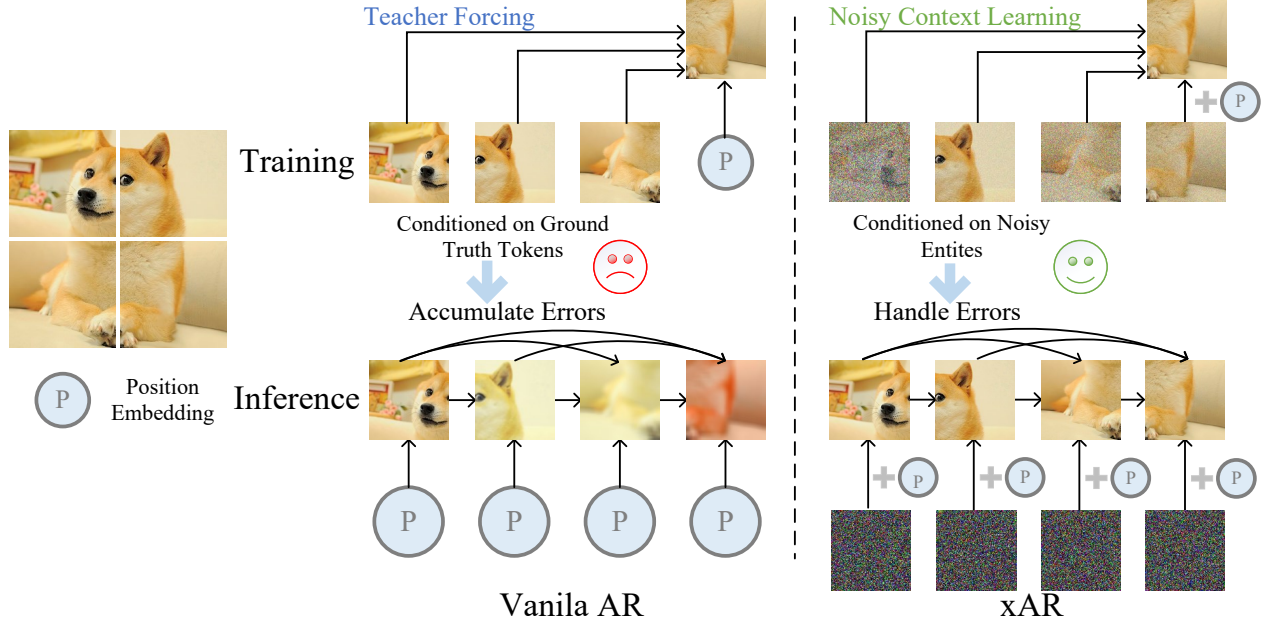 Teacher Forcing
Noisy Context Learning
P
Training
P
Conditioned on Ground
Truth Tokens
Conditioned on Noisy
Entites
Accumulate Errors
Handle Errors
P
Position
Embedding
Inference
P
P
P
P
P
P
P
P
Vanila AR
xAR